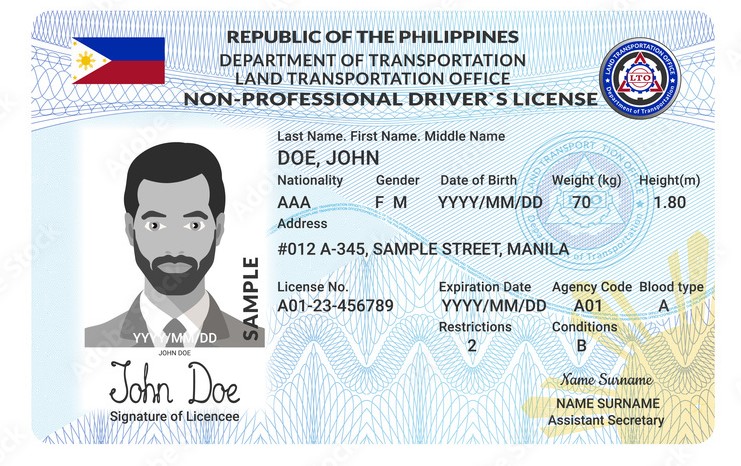 REPUBLIC OF THE PHILIPPINES
DEPARTMENT OF TRANSPORTATION
LAND TRANSPORTATION OFFICE
NON-PROFESSIONAL DRIVER`S LICENSE
LAND TRANSPORTATION OFFICE
LTO
Department of Transportation
Last Name. First Name. Middle Name
DOE, JOHN
Nationality Gender Date of Birth Weight (kg) Height(m)
AAA F M YYYY/MM/DD 70 1.80
Address
#012 A-345, SAMPLE STREET, MANILA
License No. Expiration Date Agency Code Blood type
A01-23-456789 YYYY/MM/DD A01 A
Restrictions Conditions
2 B
SAMPLE
YYYY/MM/DD
JOHN DOE
John Doe
Signature of Licencee
Name Surname
NAME SURNAME
Assistant Secretary